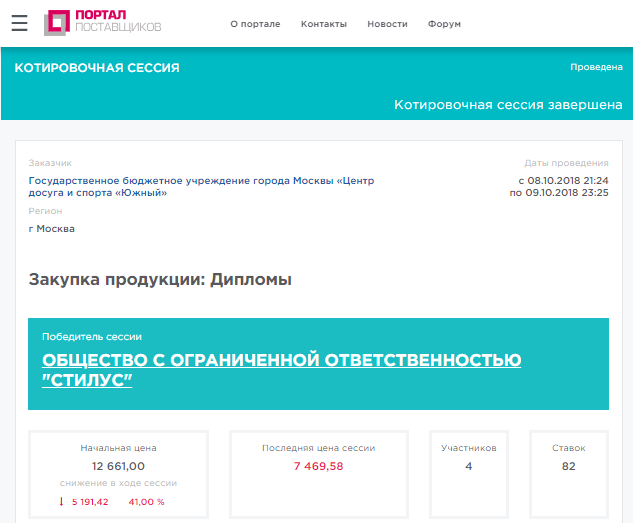 ПОРТАЛ
ПОСТАВЩИКОВ
О портале Контакты Новости Форум
КОТИРОВОЧНАЯ СЕССИЯ
Проведена
Котировочная сессия завершена
Заказчик
Даты проведения
Государственное бюджетное учреждение города Москвы «Центр
досуга и спорта «Южный»
с 08.10.2018 21:24
по 09.10.2018 23:25
Регион
г Москва
Закупка продукции: Дипломы
Победитель сессии
ОБЩЕСТВО С ОГРАНИЧЕННОЙ ОТВЕТСТВЕННОСТЬЮ
"СТИЛУС"
Начальная цена
12 661,00
снижение в ходе сессии
↓ 5 191,42 41,00 %
Последняя цена сессии
7 469,58
Участников
4
Ставок
82